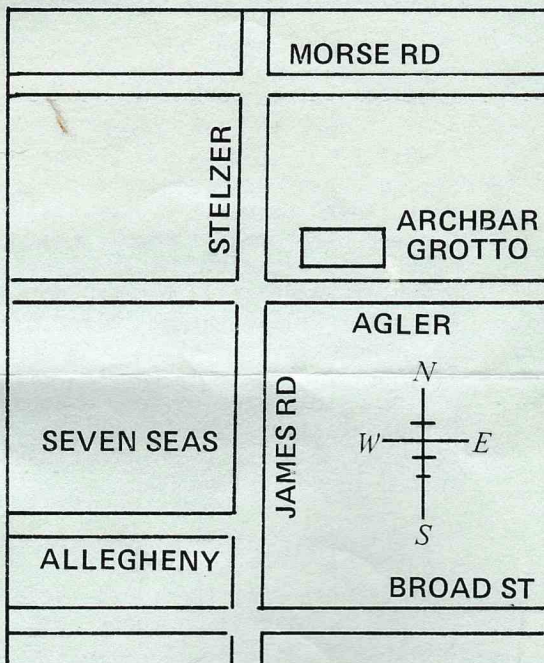 MORSE RD
STELZER
ARCHBAR
GROTTO
AGLER
N
W E
JAMES RD
SEVEN SEAS
S
ALLEGHENY
BROAD ST